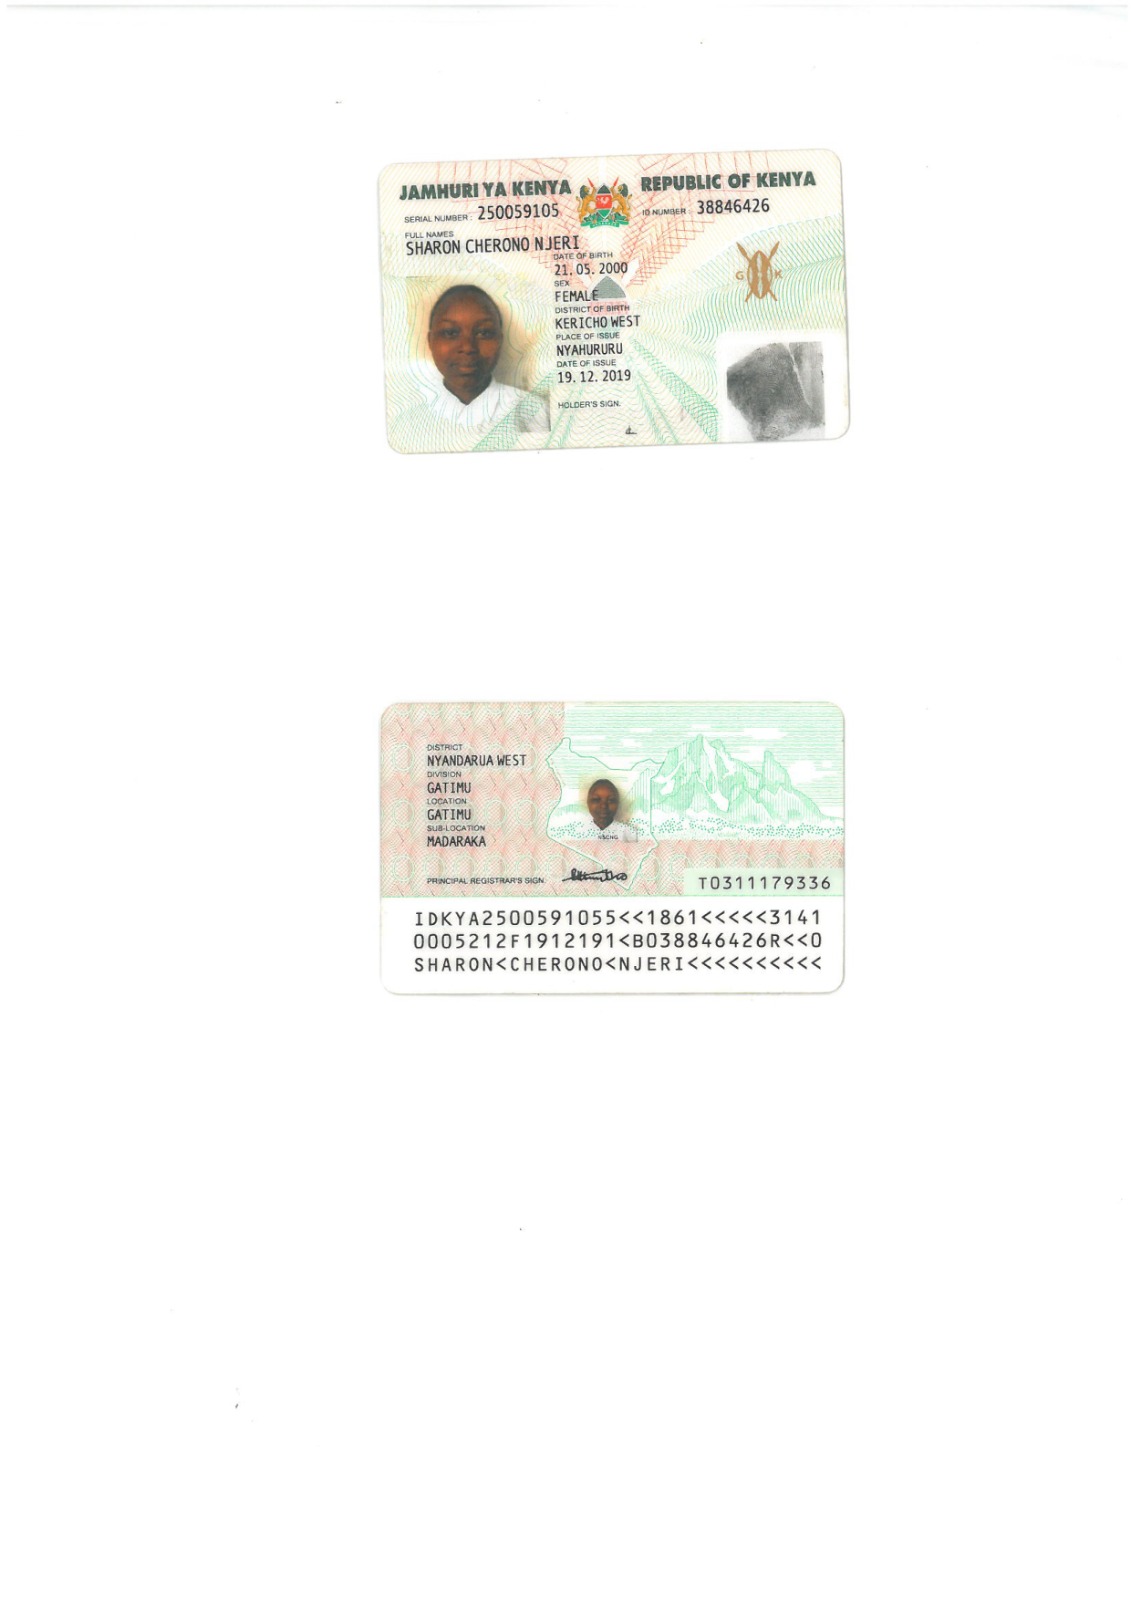 JAMHURI YA KENYA REPUBLIC OF KENYA
SERIAL NUMBER : 250059105 ID NUMBER : 38846426
FULL NAMES
SHARON CHERONO NJERI
DATE OF BIRTH
21. 05. 2000
SEX
FEMALE
DISTRICT OF BIRTH
KERICHO WEST
PLACE OF ISSUE
NYAHURURU
DATE OF ISSUE
19. 12. 2019
HOLDER'S SIGN.
G K
DISTRICT
NYANDARUA WEST
DIVISION
GATIMU
LOCATION
GATIMU
SUB-LOCATION
MADARAKA
PRINCIPAL REGISTRAR'S SIGN.
T0311179336
IDKYA2500591055<<1861<<<<<3141
0005212F1912191<B038846426R<<0
SHARON<CHERONO<NJERI<<<<<<<<<<